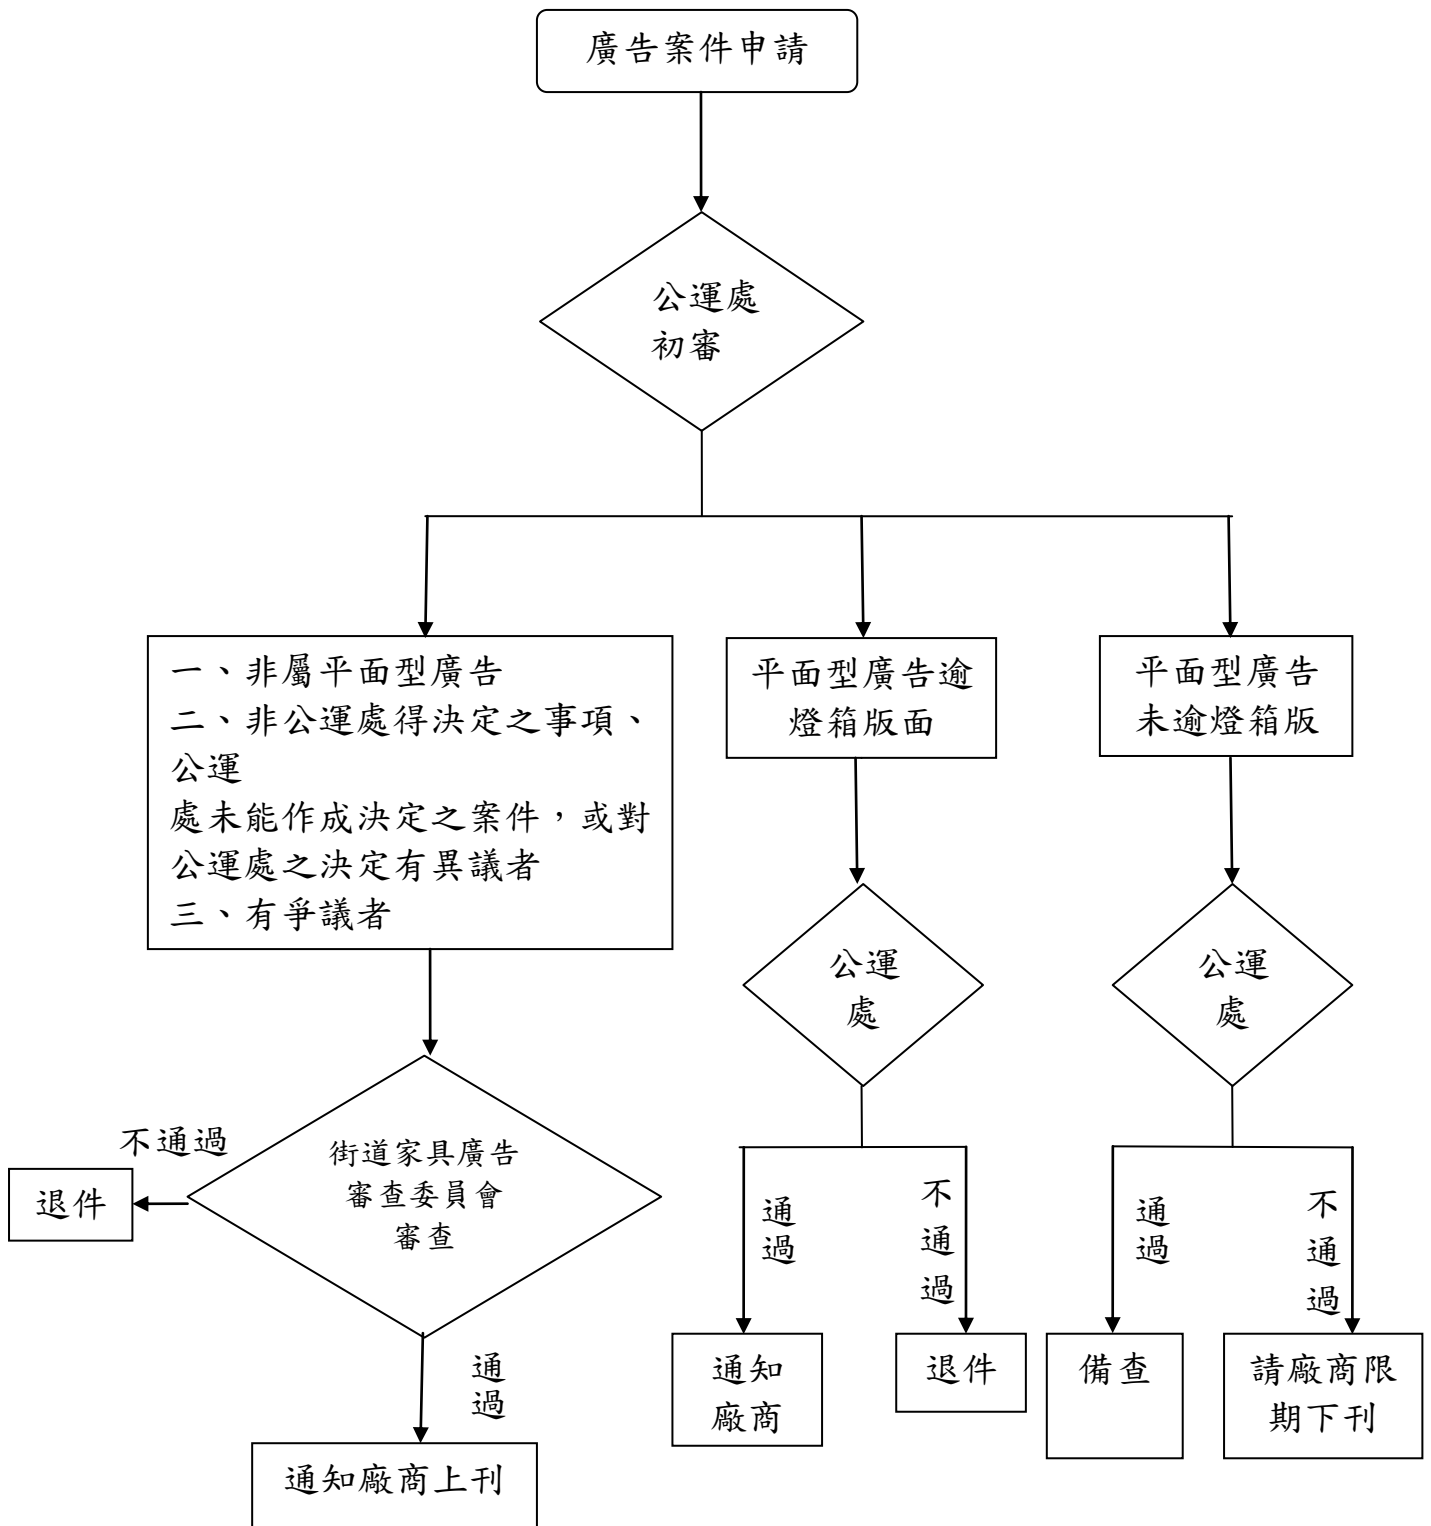 廣告案件申請
公運處
初審
一、非屬平面型廣告
二、非公運處得決定之事項、
公運
處未能作成決定之案件，或對
公運處之決定有異議者
三、有爭議者
平面型廣告逾
燈箱版面
平面型廣告
未逾燈箱版
公運
處
公運
處
不通過
退件
街道家具廣告
審查委員會
審查
通過
通知廠商上刊
通過
不通過
通知
廠商
退件
通過
不通過
備查
請廠商限
期下刊